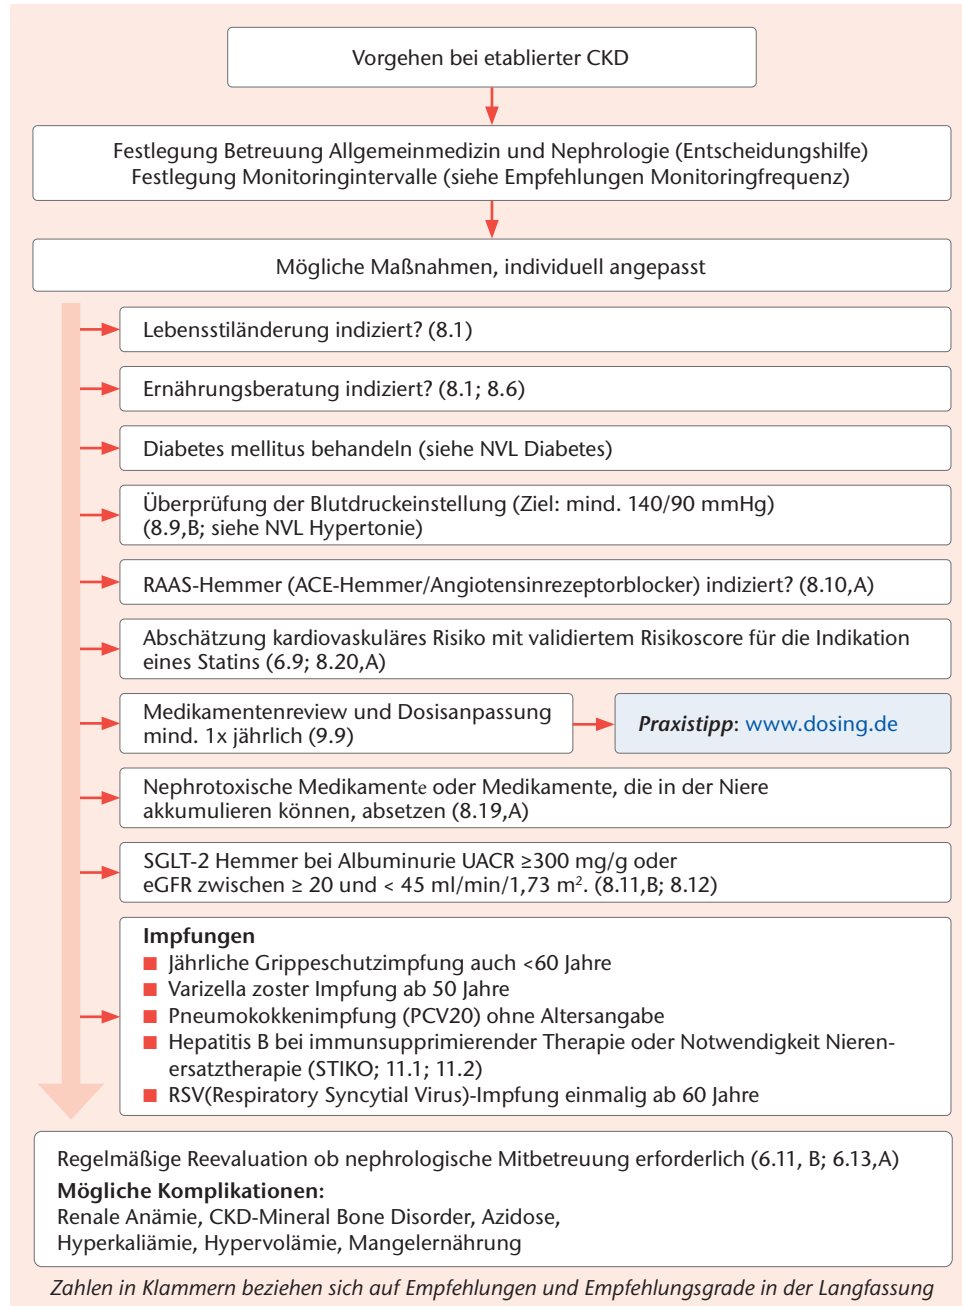 Vorgehen bei etablierter CKD
Festlegung Betreuung Allgemeinmedizin und Nephrologie (Entscheidungshilfe)
Festlegung Monitoringintervalle (siehe Empfehlungen Monitoringfrequenz)
Mögliche Maßnahmen, individuell angepasst
Lebensstiländerung indiziert? (8.1)
Ernährungsberatung indiziert? (8.1; 8.6)
Diabetes mellitus behandeln (siehe NVL Diabetes)
Überprüfung der Blutdruckeinstellung (Ziel: mind. 140/90 mmHg)
(8.9,B; siehe NVL Hypertonie)
RAAS-Hemmer (ACE-Hemmer/Angiotensinrezeptorblocker) indiziert? (8.10,A)
Abschätzung kardiovaskuläres Risiko mit validiertem Risikoscore für die Indikation
eines Statins (6.9; 8.20,A)
Medikamentenreview und Dosisanpassung
mind. 1x jährlich (9.9)
Praxistipp: www.dosing.de
Nephrotoxische Medikamente oder Medikamente, die in der Niere
akkumulieren können, absetzen (8.19,A)
SGLT-2 Hemmer bei Albuminurie UACR ≥300 mg/g oder
eGFR zwischen ≥ 20 und < 45 ml/min/1,73 m². (8.11,B; 8.12)
Impfungen
■ Jährliche Grippeschutzimpfung auch <60 Jahre
■ Varizella zoster Impfung ab 50 Jahre
■ Pneumokokkenimpfung (PCV20) ohne Altersangabe
■ Hepatitis B bei immunsupprimierender Therapie oder Notwendigkeit Nieren-
ersatztherapie (STIKO; 11.1; 11.2)
■ RSV(Respiratory Syncytial Virus)-Impfung einmalig ab 60 Jahre
Regelmäßige Reevaluation ob nephrologische Mitbetreuung erforderlich (6.11, B; 6.13,A)
Mögliche Komplikationen:
Renale Anämie, CKD-Mineral Bone Disorder, Azidose,
Hyperkaliämie, Hypervolämie, Mangelernährung
Zahlen in Klammern beziehen sich auf Empfehlungen und Empfehlungsgrade in der Langfassung